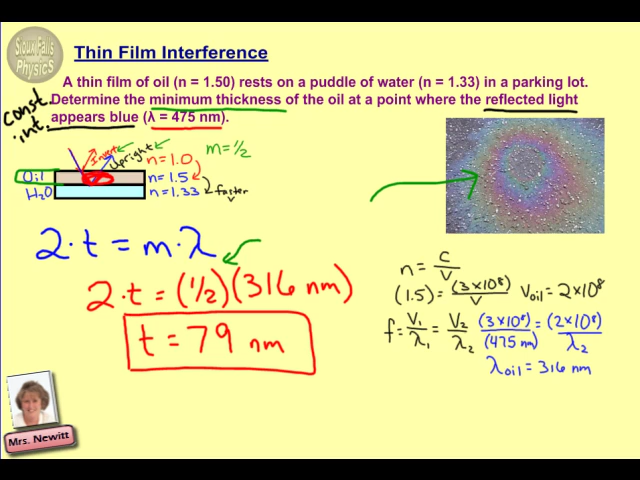 Sioux Falls
Physics
Thin Film Interference
A thin film of oil (n = 1.50) rests on a puddle of water (n = 1.33) in a parking lot.
Determine the minimum thickness of the oil at a point where the reflected light
appears blue (λ = 475 nm).
const.
int.
Invert
Upright
n = 1.0
m = 1/2
Oil
n = 1.5
H₂O
n = 1.33
faster
v
2·t = m·λ
2·t = (1/2)(316 nm)
t = 79 nm
n = C/V
(1.5) = (3×10⁸)/V V_oil = 2×10⁸
f = V₁/λ₁ = V₂/λ₂ (3×10⁸)/(475 nm) = (2×10⁸)/λ₂
λ_oil = 316 nm
Mrs. Newitt